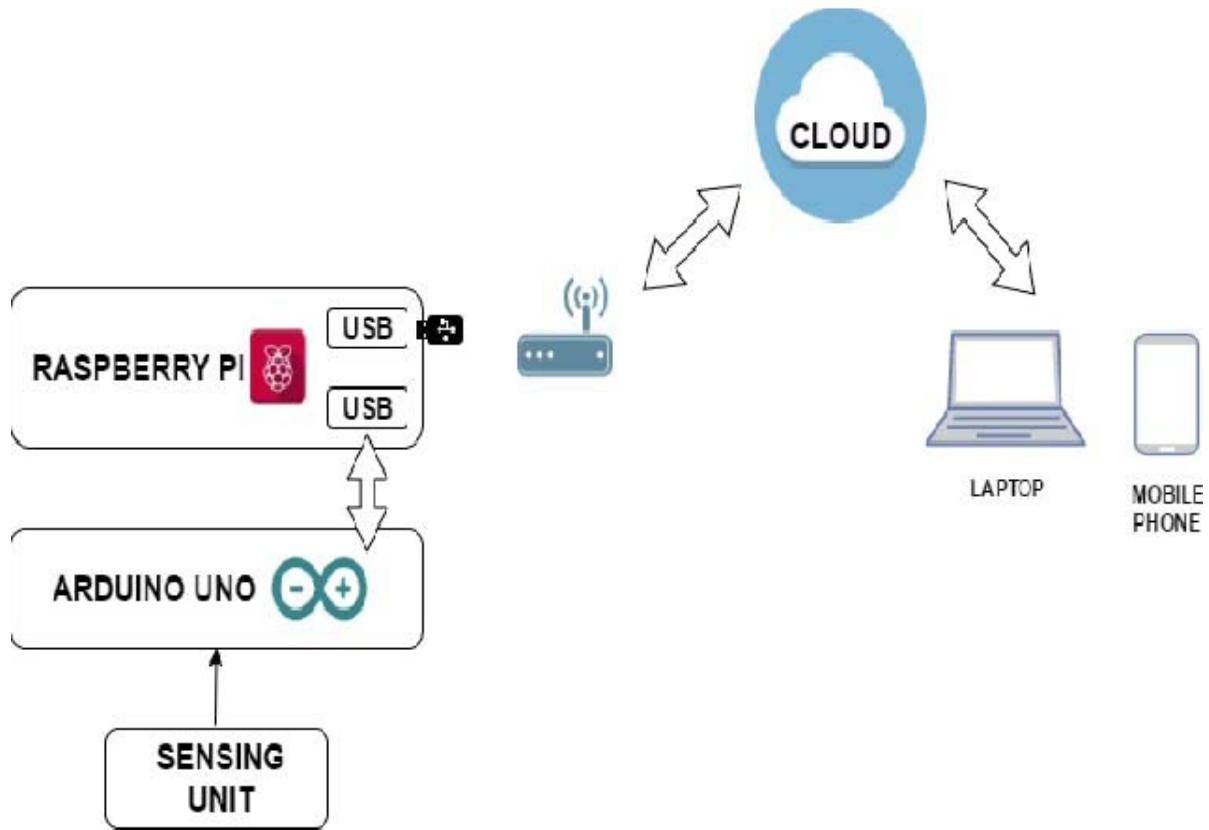 CLOUD
USB
RASPBERRY PI
USB
LAPTOP
MOBILE
PHONE
ARDUINO UNO
SENSING
UNIT